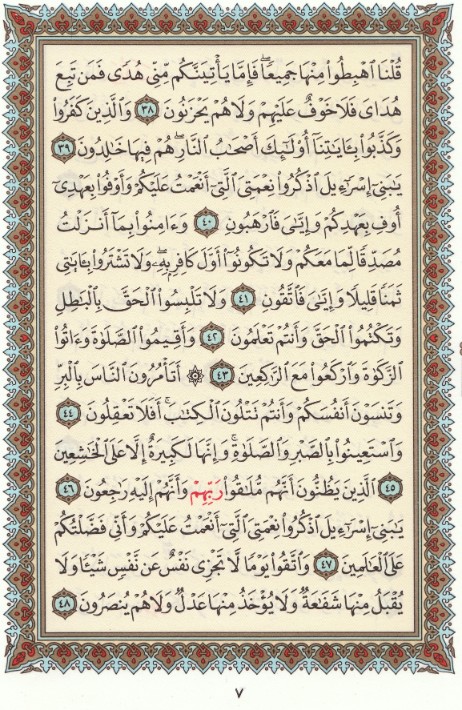 قُلْنَا ٱهْبِطُوا۟ مِنْهَا جَمِيعًۭا ۖ فَإِمَّا يَأْتِيَنَّكُم مِّنِّى هُدًۭى فَمَن تَبِعَ
هُدَاىَ فَلَا خَوْفٌ عَلَيْهِمْ وَلَا هُمْ يَحْزَنُونَ ٣٨ وَٱلَّذِينَ كَفَرُوا۟
وَكَذَّبُوا۟ بِـَٔايَـٰتِنَآ أُو۟لَـٰٓئِكَ أَصْحَـٰبُ ٱلنَّارِ ۖ هُمْ فِيهَا خَـٰلِدُونَ ٣٩
يَـٰبَنِىٓ إِسْرَٰٓءِيلَ ٱذْكُرُوا۟ نِعْمَتِىَ ٱلَّتِىٓ أَنْعَمْتُ عَلَيْكُمْ وَأَوْفُوا۟ بِعَهْدِىٓ
أُوفِ بِعَهْدِكُمْ وَإِيَّـٰىَ فَٱرْهَبُونِ ٤٠ وَءَامِنُوا۟ بِمَآ أَنزَلْتُ
مُصَدِّقًۭا لِّمَا مَعَكُمْ وَلَا تَكُونُوٓا۟ أَوَّلَ كَافِرٍۭ بِهِۦ ۖ وَلَا تَشْتَرُوا۟ بِـَٔايَـٰتِى
ثَمَنًۭا قَلِيلًۭا وَإِيَّـٰىَ فَٱتَّقُونِ ٤١ وَلَا تَلْبِسُوا۟ ٱلْحَقَّ بِٱلْبَـٰطِلِ
وَتَكْتُمُوا۟ ٱلْحَقَّ وَأَنتُمْ تَعْلَمُونَ ٤٢ وَأَقِيمُوا۟ ٱلصَّلَوٰةَ وَءَاتُوا۟
ٱلزَّكَوٰةَ وَٱرْكَعُوا۟ مَعَ ٱلرَّٰكِعِينَ ٤٣ ۞ أَتَأْمُرُونَ ٱلنَّاسَ بِٱلْبِرِّ
وَتَنسَوْنَ أَنفُسَكُمْ وَأَنتُمْ تَتْلُونَ ٱلْكِتَـٰبَ ۚ أَفَلَا تَعْقِلُونَ ٤٤
وَٱسْتَعِينُوا۟ بِٱلصَّبْرِ وَٱلصَّلَوٰةِ ۚ وَإِنَّهَا لَكَبِيرَةٌ إِلَّا عَلَى ٱلْخَـٰشِعِينَ
٤٥ ٱلَّذِينَ يَظُنُّونَ أَنَّهُم مُّلَـٰقُوا۟ رَبِّهِمْ وَأَنَّهُمْ إِلَيْهِ رَٰجِعُونَ ٤٦
يَـٰبَنِىٓ إِسْرَٰٓءِيلَ ٱذْكُرُوا۟ نِعْمَتِىَ ٱلَّتِىٓ أَنْعَمْتُ عَلَيْكُمْ وَأَنِّى فَضَّلْتُكُمْ
عَلَى ٱلْعَـٰلَمِينَ ٤٧ وَٱتَّقُوا۟ يَوْمًۭا لَّا تَجْزِى نَفْسٌ عَن نَّفْسٍۢ شَيْـًۭٔا وَلَا
يُقْبَلُ مِنْهَا شَفَـٰعَةٌۭ وَلَا يُؤْخَذُ مِنْهَا عَدْلٌۭ وَلَا هُمْ يُنصَرُونَ ٤٨
٧